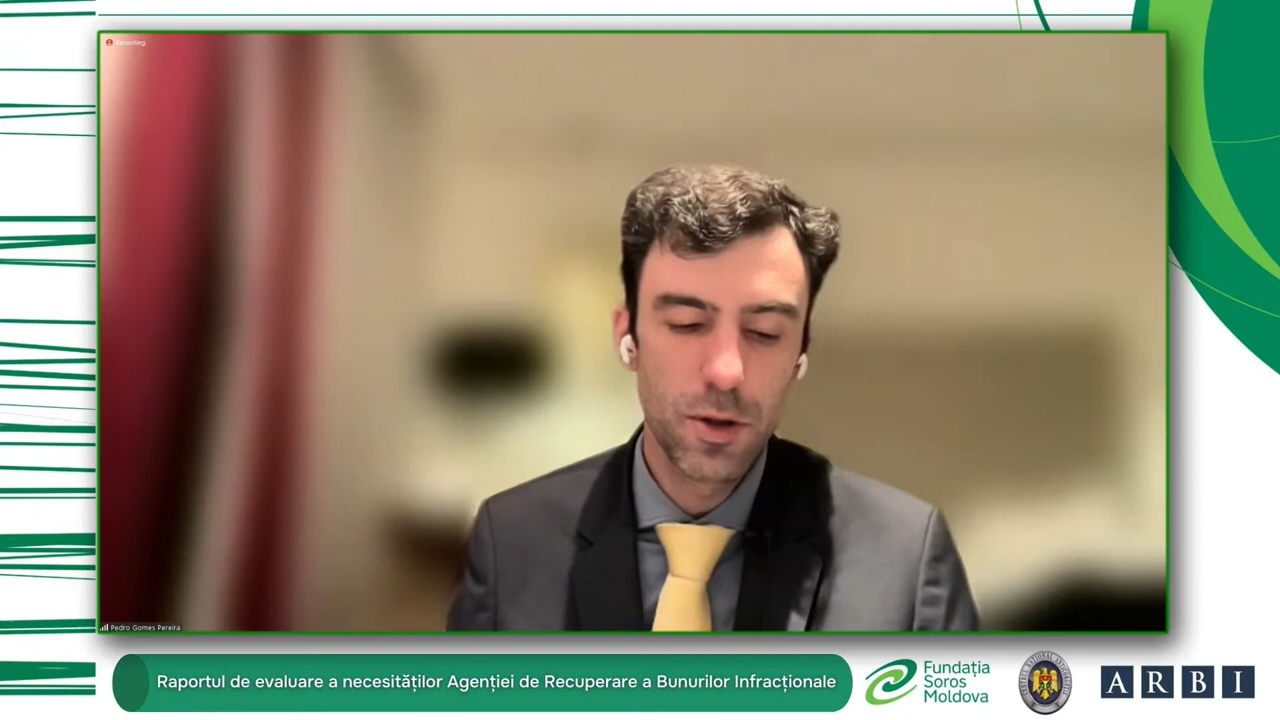 Recording
Pedro Gomes Pereira
Raportul de evaluare a necesităților Agenției de Recuperare a Bunurilor Infracționale
Fundația
Soros
Moldova
ARBI